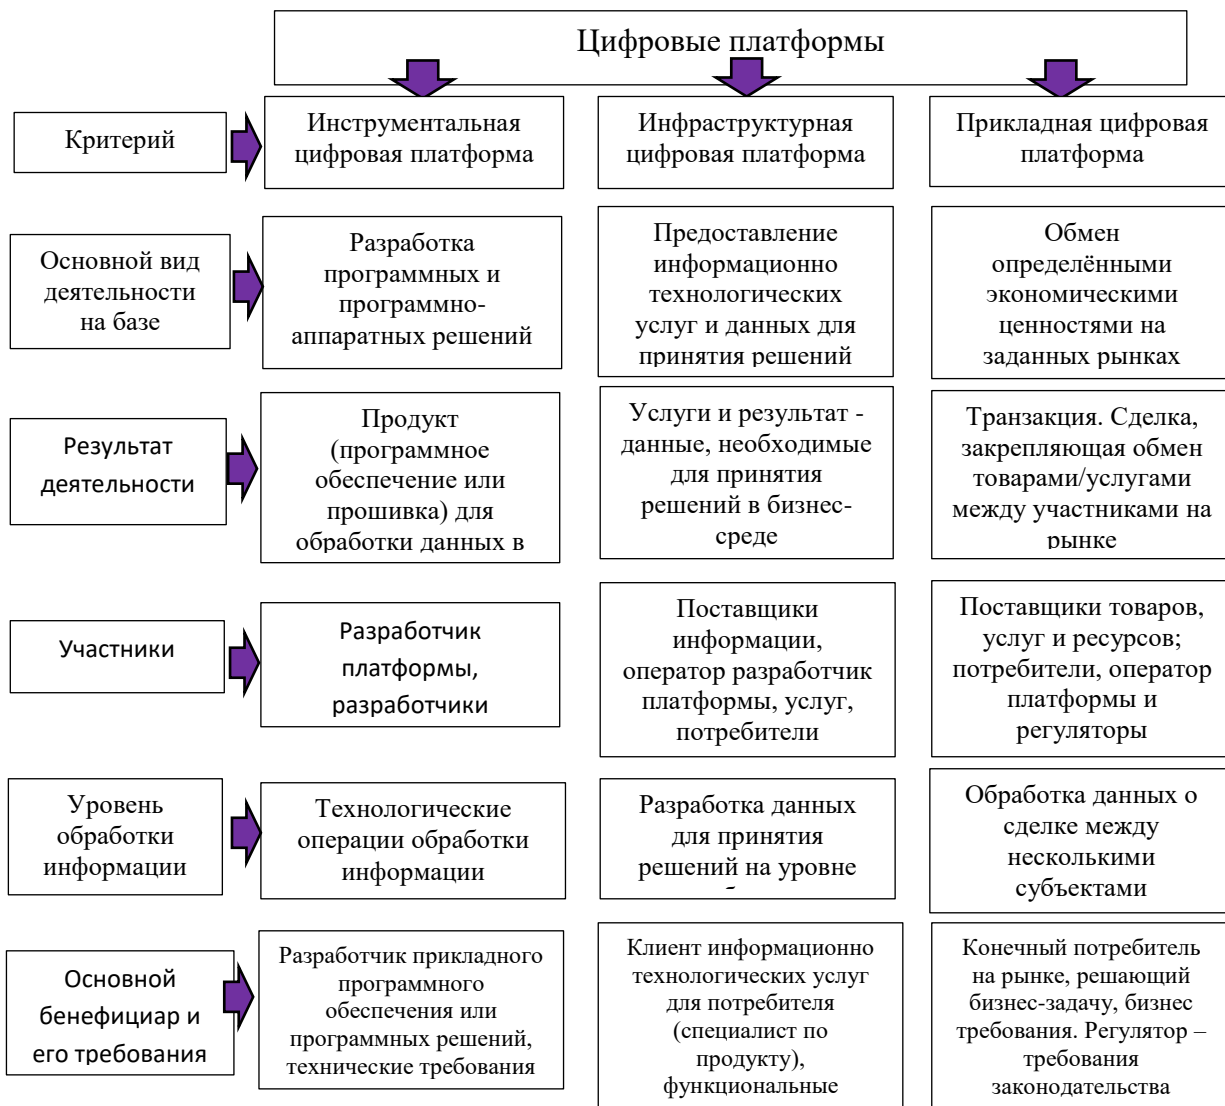 Цифровые платформы
Критерий
Инструментальная
цифровая платформа
Инфраструктурная
цифровая платформа
Прикладная цифровая
платформа
Основной вид
деятельности
на базе
Разработка
программных и
программно-
аппаратных решений
Предоставление
информационно
технологических
услуг и данных для
принятия решений
Обмен
определёнными
экономическими
ценностями на
заданных рынках
Результат
деятельности
Продукт
(программное
обеспечение или
прошивка) для
обработки данных в
Услуги и результат -
данные, необходимые
для принятия
решений в бизнес-
среде
Транзакция. Сделка,
закрепляющая обмен
товарами/услугами
между участниками на
рынке
Участники
Разработчик
платформы,
разработчики
Поставщики
информации,
оператор разработчик
платформы, услуг,
потребители
Поставщики товаров,
услуг и ресурсов;
потребители, оператор
платформы и
регуляторы
Уровень
обработки
информации
Технологические
операции обработки
информации
Разработка данных
для принятия
решений на уровне
Обработка данных о
сделке между
несколькими
субъектами
Основной
бенефициар и
его требования
Разработчик прикладного
программного
обеспечения или
программных решений,
технические требования
Клиент информационно
технологических услуг
для потребителя
(специалист по
продукту),
функциональные
Конечный потребитель
на рынке, решающий
бизнес-задачу, бизнес
требования. Регулятор –
требования
законодательства